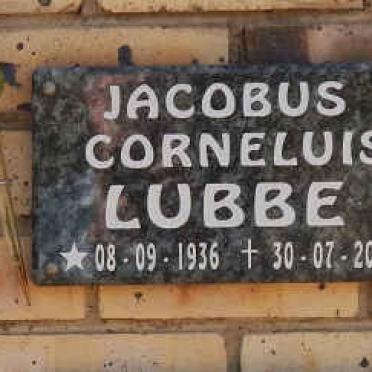 JACOBUS
CORNELUIS
LUBBE
★ 08-09-1936 † 30-07-20